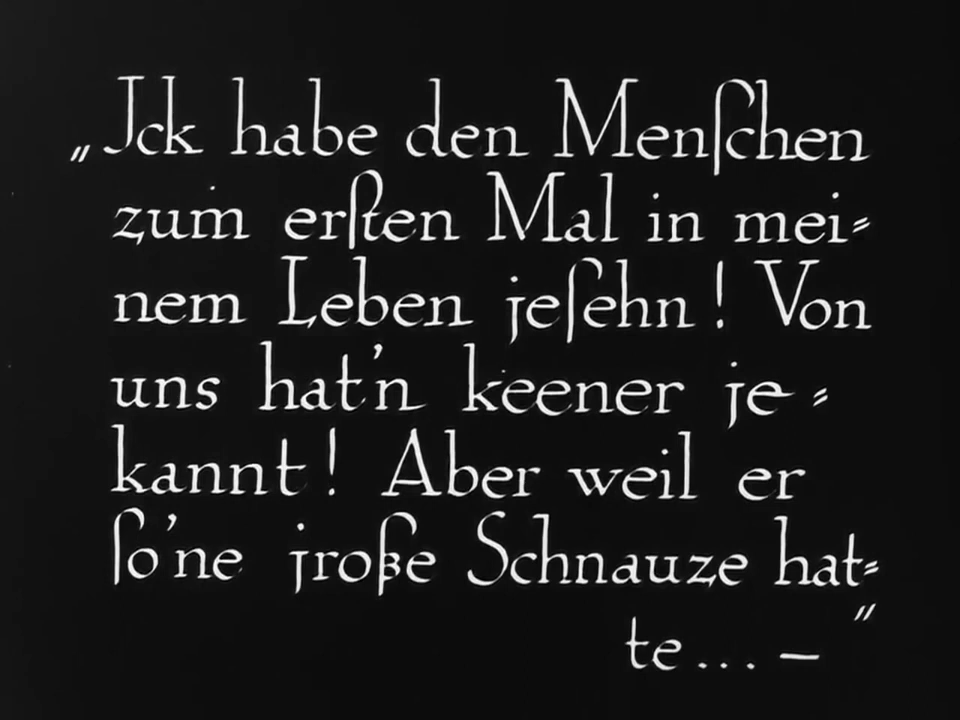 „Ick habe den Menſchen
zum erſten Mal in mei⸗
nem Leben jeſehn! Von
uns hat'n keener je⸗
kannt! Aber weil er
ſo'ne jroße Schnauze hat⸗
te... — "